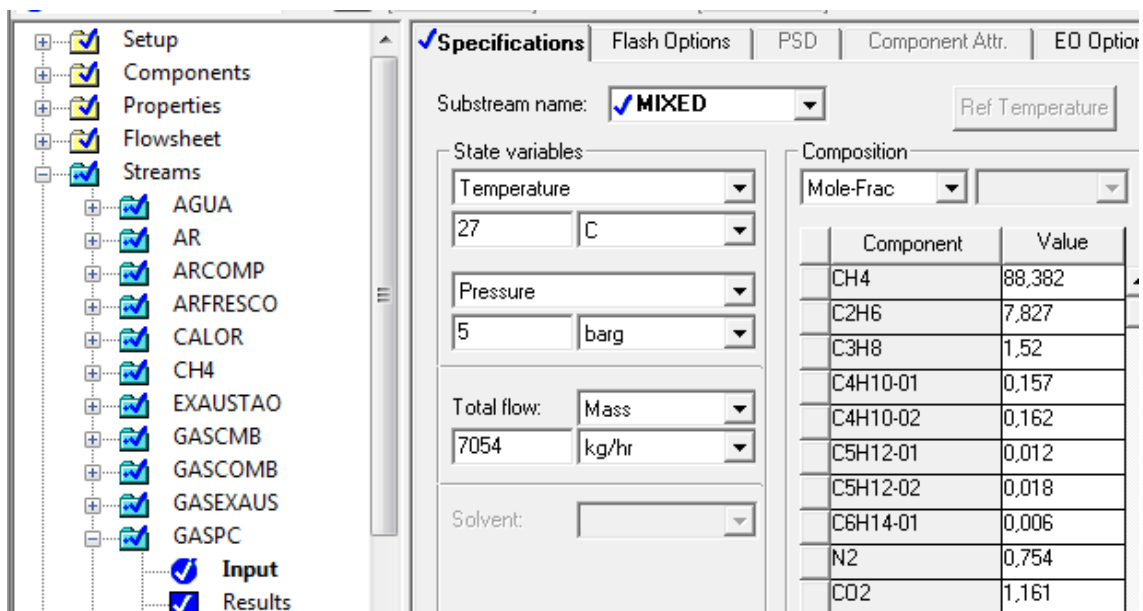 Setup
Components
Properties
Flowsheet
Streams
AGUA
AR
ARCOMP
ARFRESCO
CALOR
CH4
EXAUSTAO
GASCMB
GASCOMB
GASEXAUS
GASPC
Input
Results
Specifications Flash Options PSD Component Attr. EO Option
Substream name: MIXED Ref Temperature
State variables
Temperature
27 C
Pressure
5 barg
Total flow: Mass
7054 kg/hr
Solvent:
Composition
Mole-Frac
Component Value
CH4 88,382
C2H6 7,827
C3H8 1,52
C4H10-01 0,157
C4H10-02 0,162
C5H12-01 0,012
C5H12-02 0,018
C6H14-01 0,006
N2 0,754
CO2 1,161